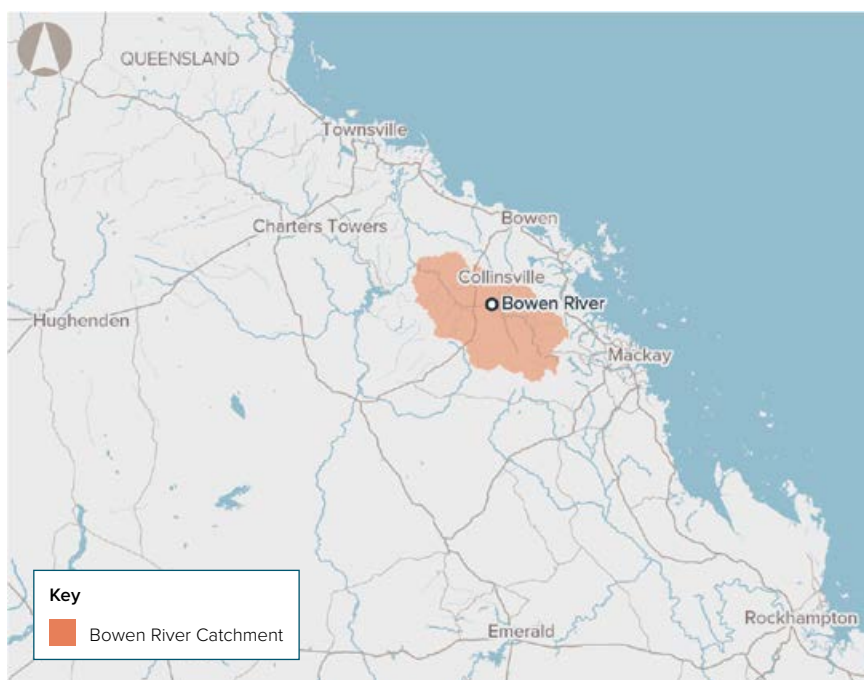 QUEENSLAND
Townsville
Bowen
Charters Towers
Collinsville
Bowen River
Hughenden
Mackay
Key
Bowen River Catchment
Emerald
Rockhampton